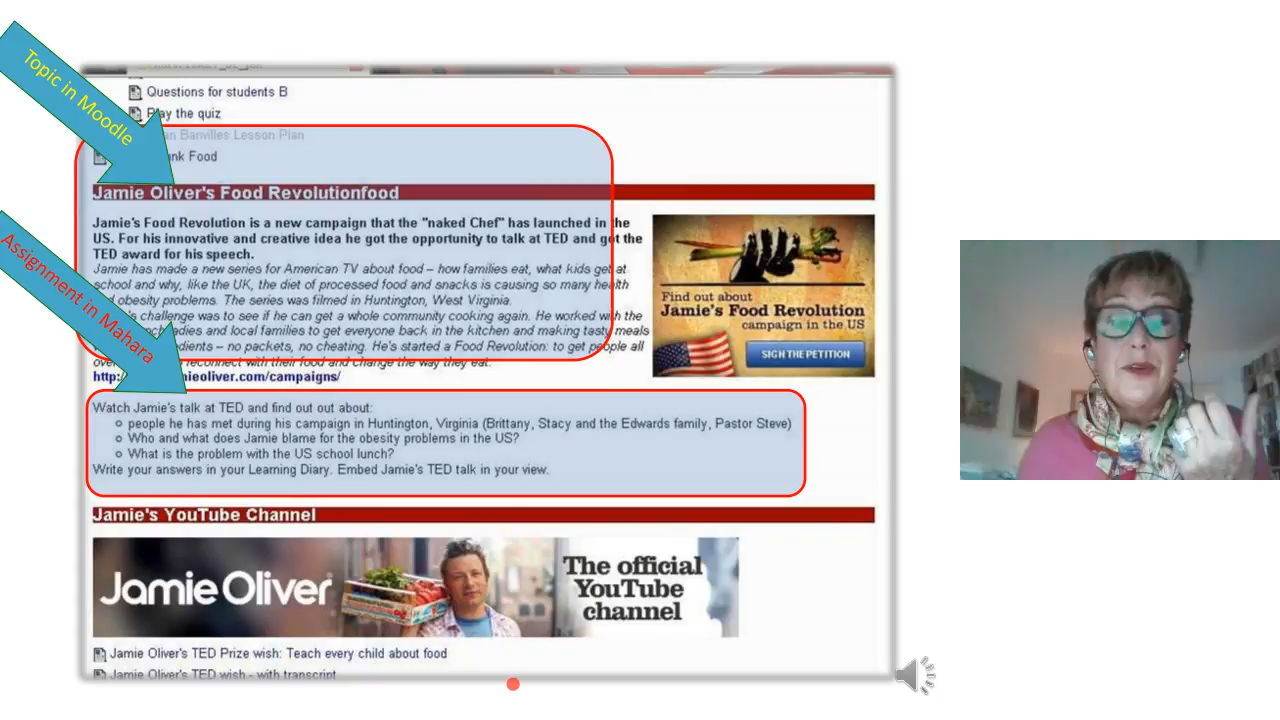 Topic in Moodle
Questions for students B
Play the quiz
Banvilles Lesson Plan
Food
Jamie Oliver's Food Revolutionfood
Jamie's Food Revolution is a new campaign that the "naked Chef" has launched in the
US. For his innovative and creative idea he got the opportunity to talk at TED and got the
TED award for his speech.
Jamie has made a new series for American TV about food – how families eat, what kids get at
school and why, like the UK, the diet of processed food and snacks is causing so many health
obesity problems. The series was filmed in Huntington, West Virginia.
challenge was to see if he can get a whole community cooking again. He worked with the
and local families to get everyone back in the kitchen and making tasty meals
– no packets, no cheating. He's started a Food Revolution: to get people all
reconnect with their food and change the way they eat.
Find out about
Jamie's Food Revolution
campaign in the US
SIGN THE PETITION
Assignment in Mahara
Watch Jamie's talk at TED and find out out about:
people he has met during his campaign in Huntington, Virginia (Brittany, Stacy and the Edwards family, Pastor Steve)
Who and what does Jamie blame for the obesity problems in the US?
What is the problem with the US school lunch?
Write your answers in your Learning Diary. Embed Jamie's TED talk in your view.
Jamie's YouTube Channel
Jamie Oliver
The official
YouTube
channel
Jamie Oliver's TED Prize wish: Teach every child about food
Jamie Oliver's TED wish - with transcript